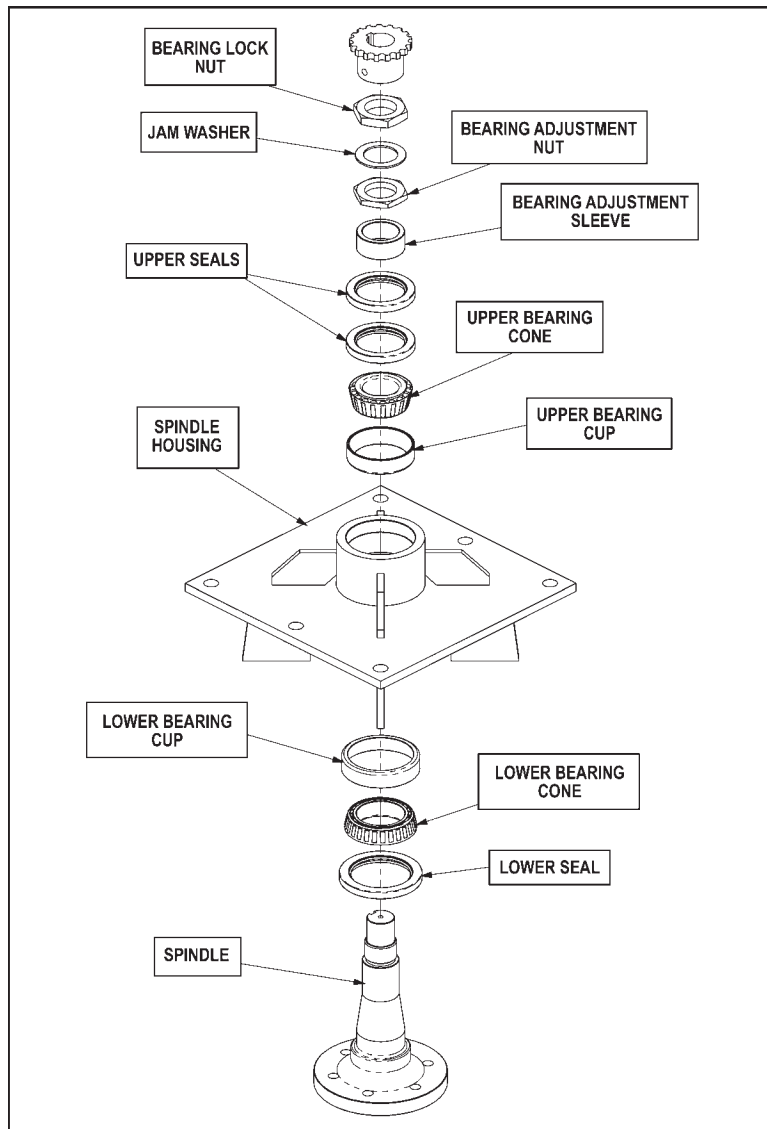 BEARING LOCK
NUT
JAM WASHER
BEARING ADJUSTMENT
NUT
BEARING ADJUSTMENT
SLEEVE
UPPER SEALS
UPPER BEARING
CONE
SPINDLE
HOUSING
UPPER BEARING
CUP
LOWER BEARING
CUP
LOWER BEARING
CONE
LOWER SEAL
SPINDLE